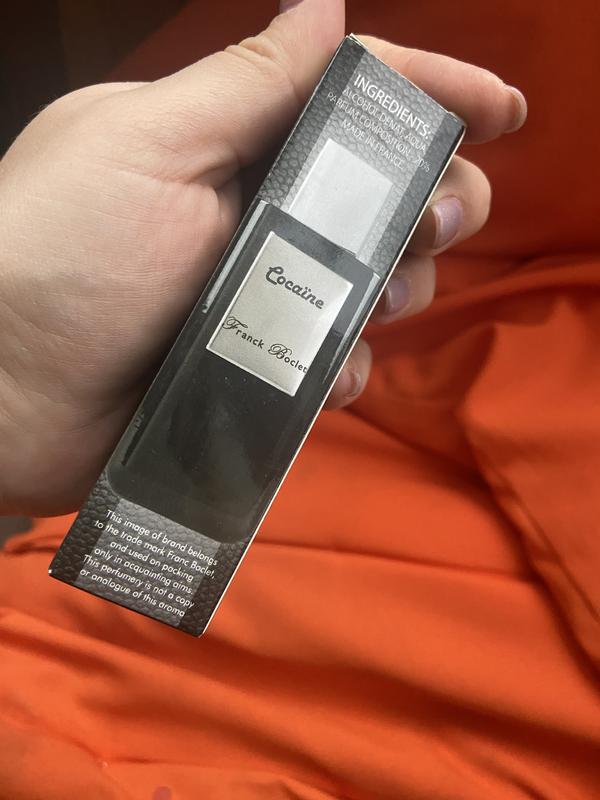 INGREDIENTS:
ALCOHOL DENAT, AQUA,
PARFUM COMPOSITION 20%
MADE IN FRANCE
Cocaïne
Franck Boclet
This image of brand belongs
to the trade mark Franc Boclet,
and used on packing
only in acquainting aims.
This perfumery is not a copy
or analogue of this aroma